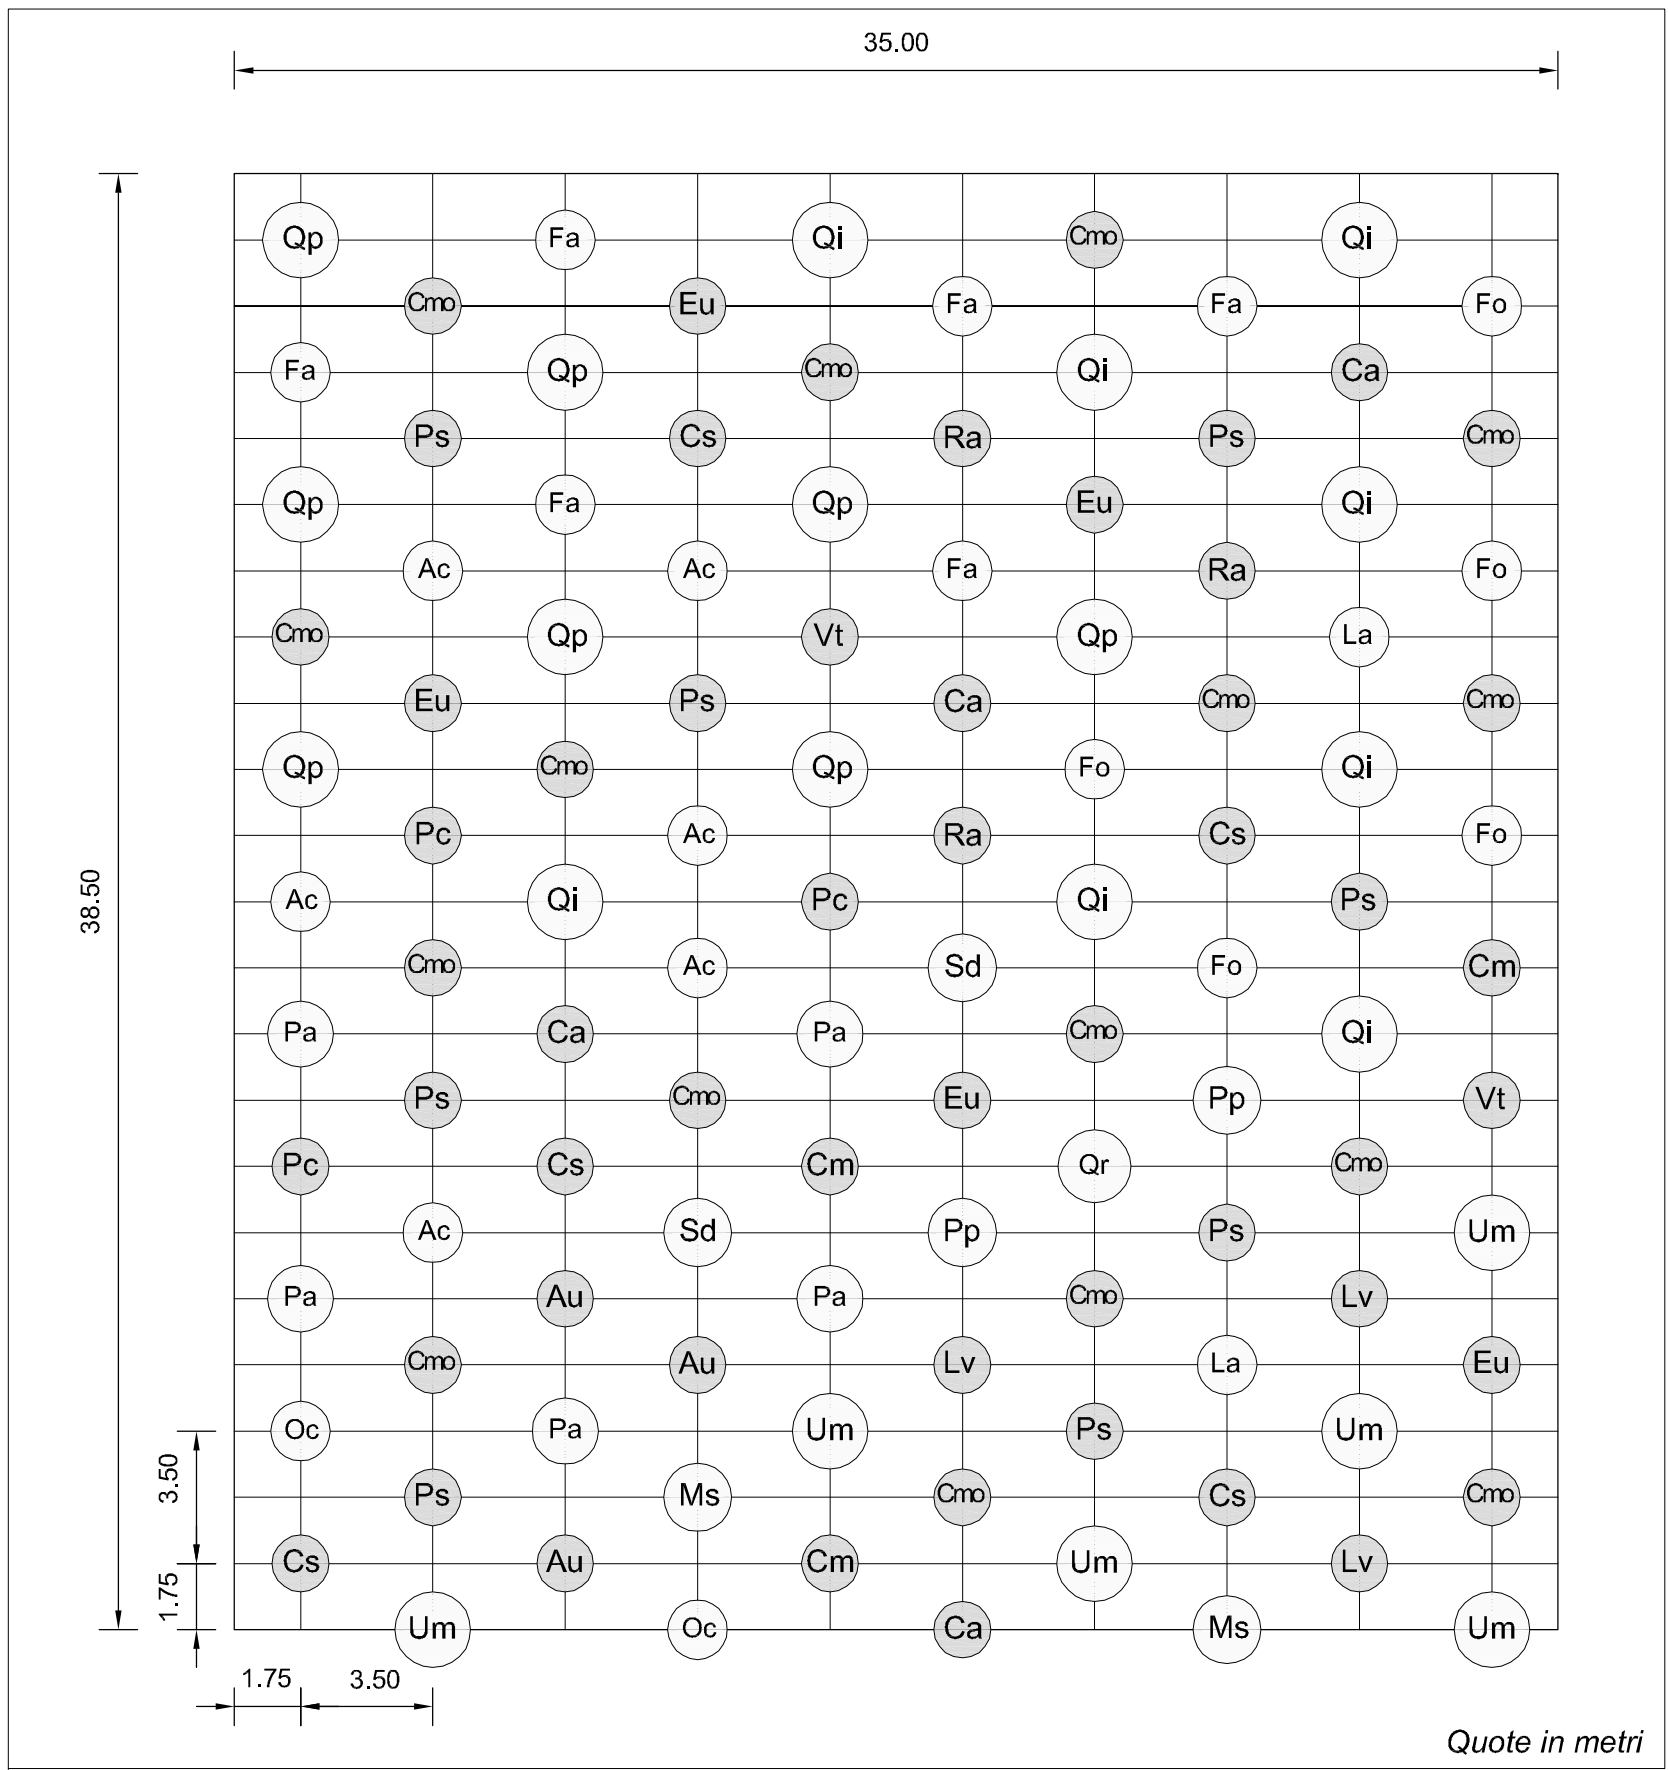 35.00
Qp Fa Qi Cmo Qi
Cmo Eu Fa Fa Fo
Fa Qp Cmo Qi Ca
Ps Cs Ra Ps Cmo
Qp Fa Qp Eu Qi
Ac Ac Fa Ra Fo
Cmo Qp Vt Qp La
Eu Ps Ca Cmo Cmo
Qp Cmo Qp Fo Qi
Pc Ac Ra Cs Fo
38.50
Ac Qi Pc Qi Ps
Cmo Ac Sd Fo Cm
Pa Ca Pa Cmo Qi
Ps Cmo Eu Pp Vt
Pc Cs Cm Qr Cmo
Ac Sd Pp Ps Um
Pa Au Pa Cmo Lv
Cmo Au Lv La Eu
Oc Pa Um Ps Um
3.50
Ps Ms Cmo Cs Cmo
Cs Au Cm Um Lv
1.75
Um Oc Ca Ms Um
1.75 3.50
Quote in metri